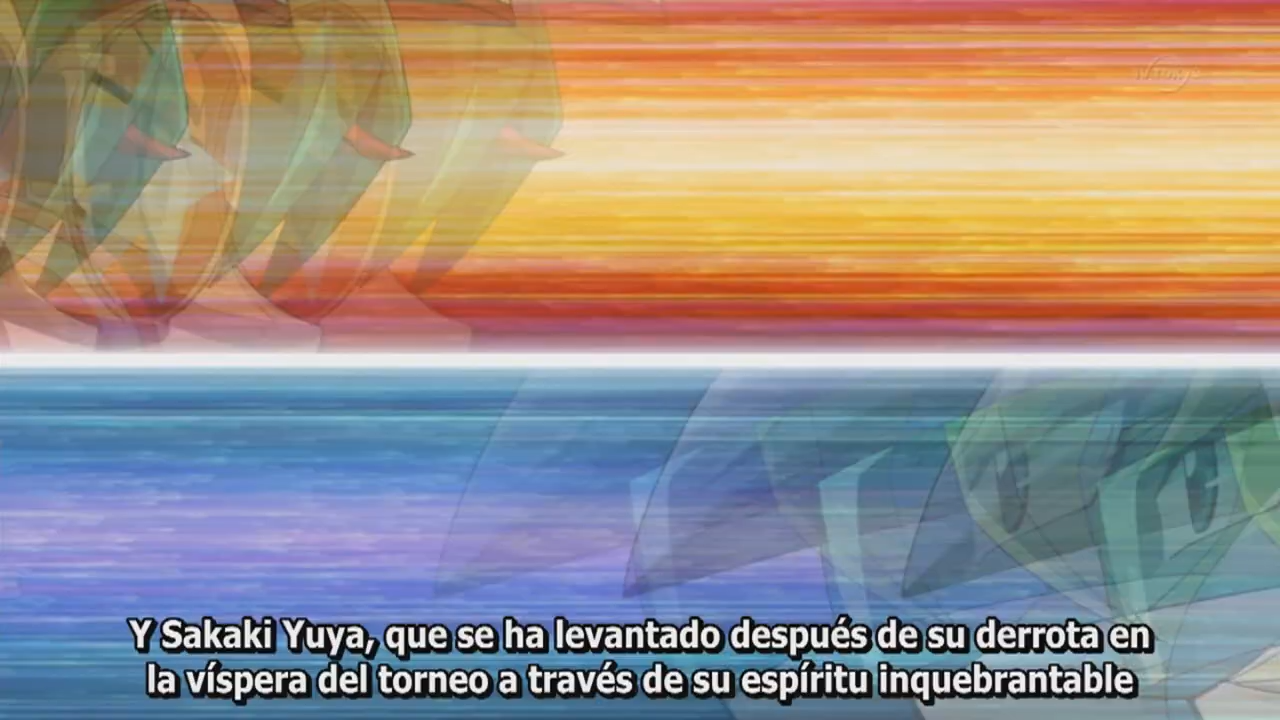 Y Sakaki Yuya, que se ha levantado después de su derrota en
la víspera del torneo a través de su espíritu inquebrantable